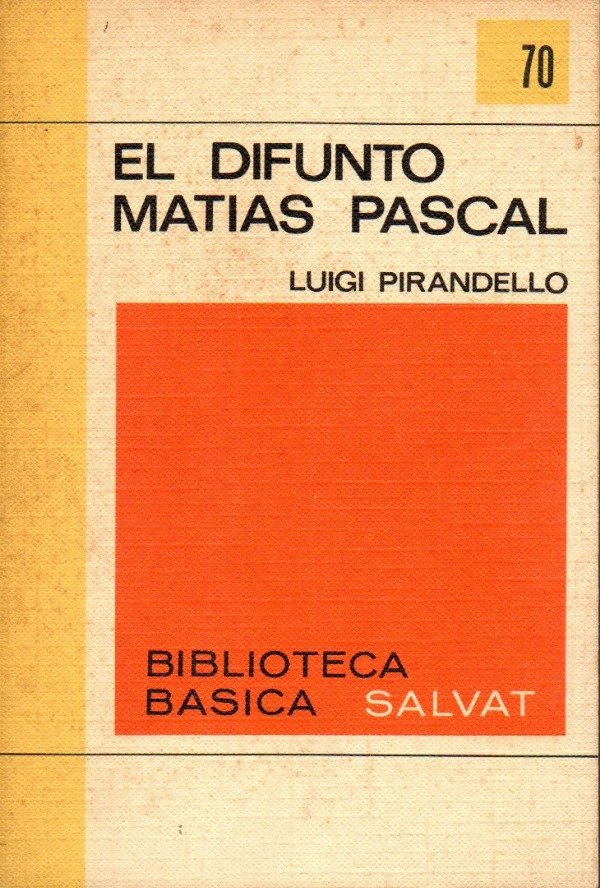 70
EL DIFUNTO
MATIAS PASCAL
LUIGI PIRANDELLO
BIBLIOTECA
BASICA SALVAT